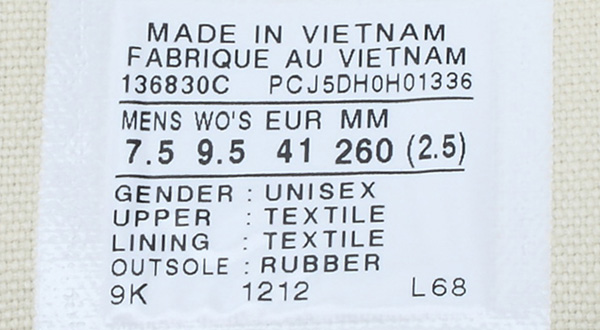 MADE IN VIETNAM
FABRIQUE AU VIETNAM
136830C PCJ5DH0H01336
MENS WO'S EUR MM
7.5 9.5 41 260 (2.5)
GENDER : UNISEX
UPPER : TEXTILE
LINING : TEXTILE
OUTSOLE : RUBBER
9K 1212 L68